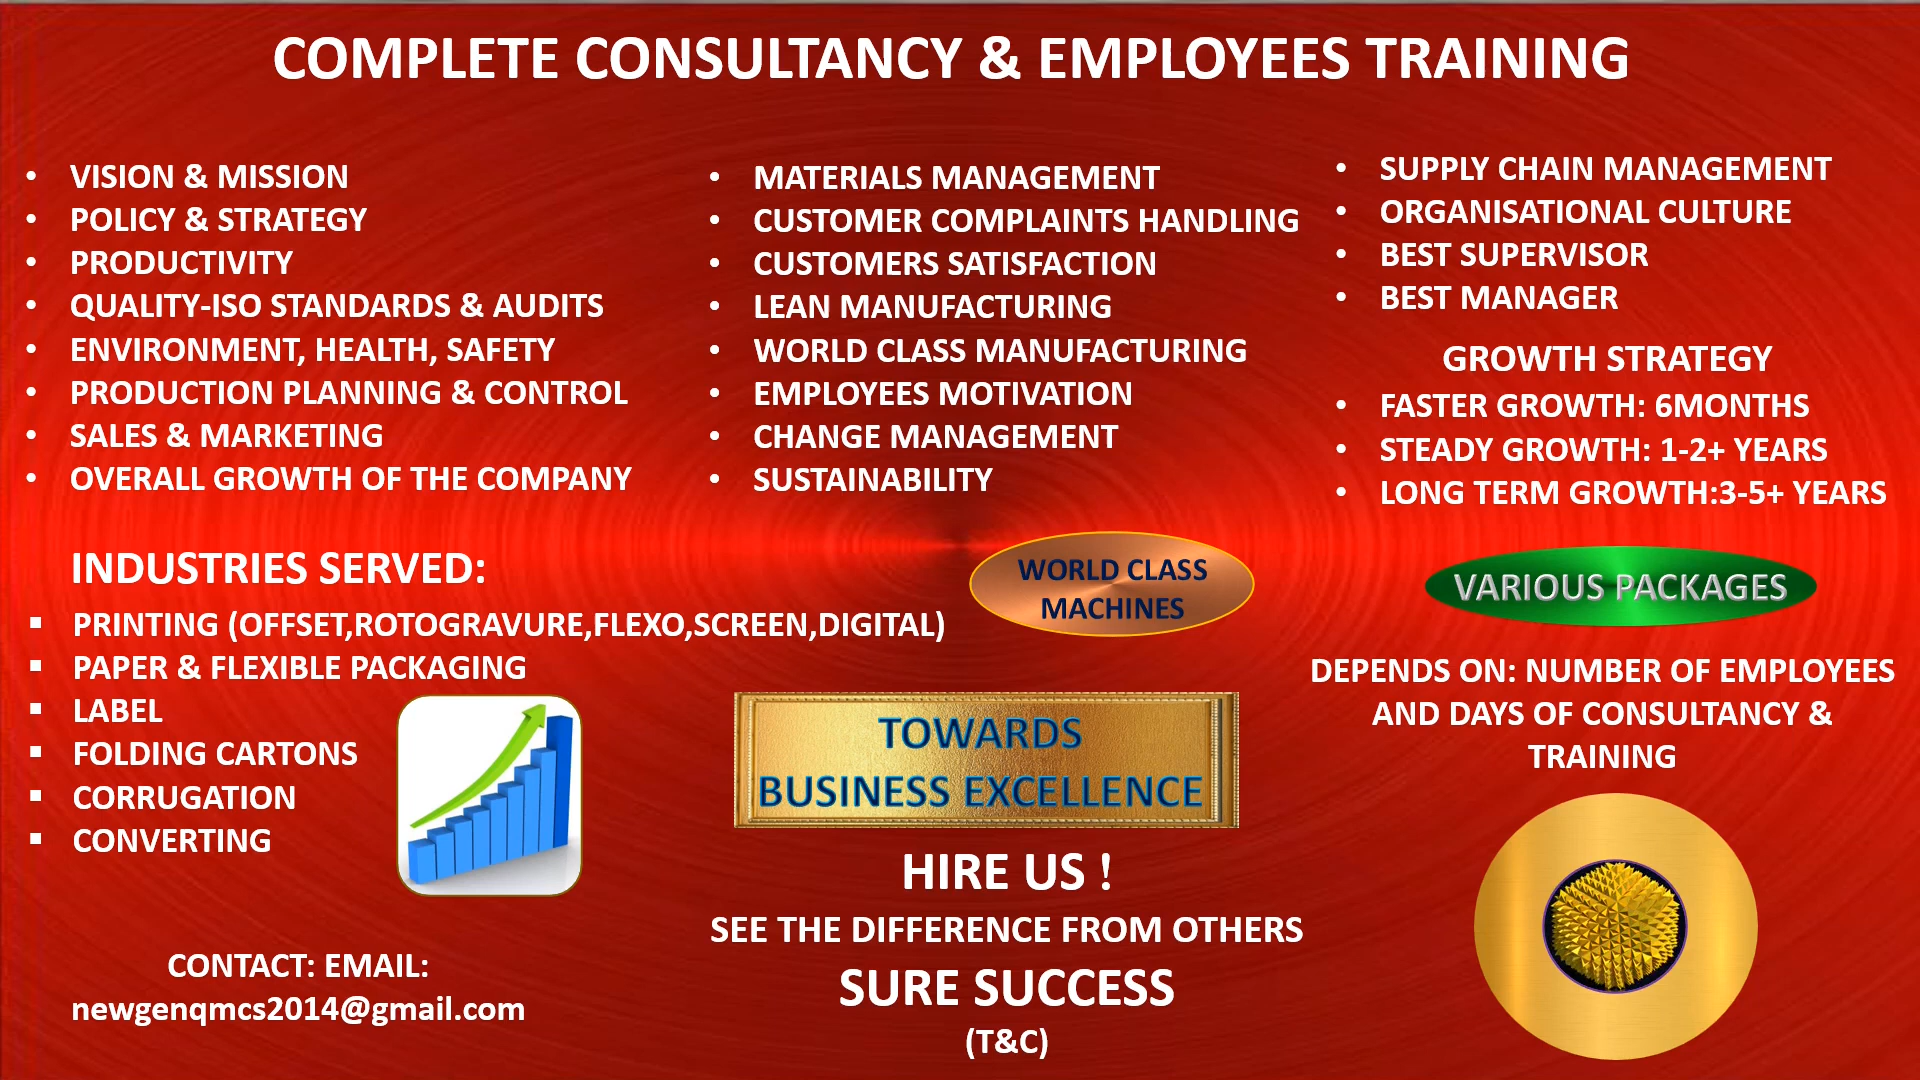 COMPLETE CONSULTANCY & EMPLOYEES TRAINING
• VISION & MISSION
• POLICY & STRATEGY
• PRODUCTIVITY
• QUALITY-ISO STANDARDS & AUDITS
• ENVIRONMENT, HEALTH, SAFETY
• PRODUCTION PLANNING & CONTROL
• SALES & MARKETING
• OVERALL GROWTH OF THE COMPANY
• MATERIALS MANAGEMENT
• CUSTOMER COMPLAINTS HANDLING
• CUSTOMERS SATISFACTION
• LEAN MANUFACTURING
• WORLD CLASS MANUFACTURING
• EMPLOYEES MOTIVATION
• CHANGE MANAGEMENT
• SUSTAINABILITY
• SUPPLY CHAIN MANAGEMENT
• ORGANISATIONAL CULTURE
• BEST SUPERVISOR
• BEST MANAGER
GROWTH STRATEGY
• FASTER GROWTH: 6MONTHS
• STEADY GROWTH: 1-2+ YEARS
• LONG TERM GROWTH:3-5+ YEARS
INDUSTRIES SERVED:
▪ PRINTING (OFFSET,ROTOGRAVURE,FLEXO,SCREEN,DIGITAL)
▪ PAPER & FLEXIBLE PACKAGING
▪ LABEL
▪ FOLDING CARTONS
▪ CORRUGATION
▪ CONVERTING
CONTACT: EMAIL:
newgenqmcs2014@gmail.com
WORLD CLASS
MACHINES
TOWARDS
BUSINESS EXCELLENCE
HIRE US !
SEE THE DIFFERENCE FROM OTHERS
SURE SUCCESS
(T&C)
VARIOUS PACKAGES
DEPENDS ON: NUMBER OF EMPLOYEES
AND DAYS OF CONSULTANCY &
TRAINING